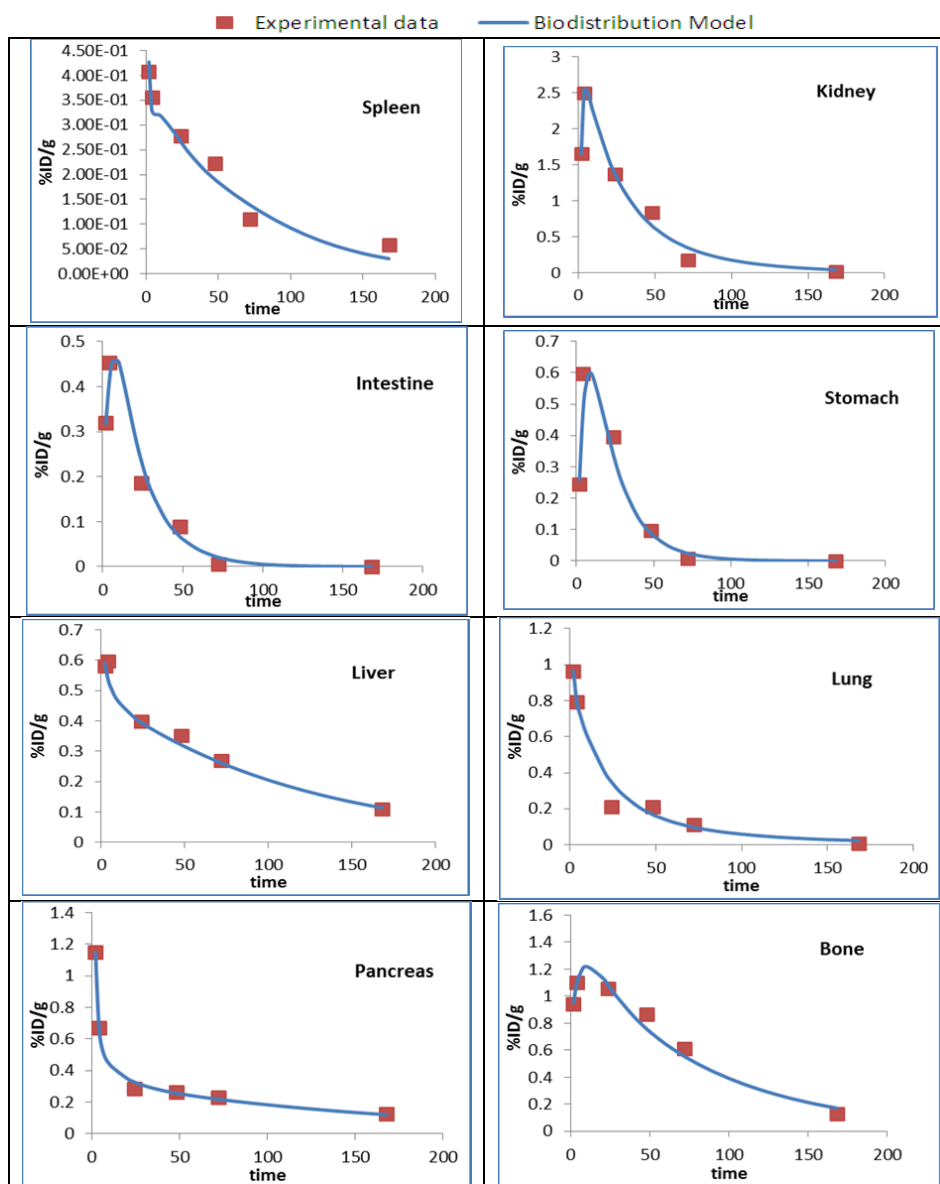 Experimental data Biodistribution Model
Spleen
%ID/g
4.50E-01
4.00E-01
3.50E-01
3.00E-01
2.50E-01
2.00E-01
1.50E-01
1.00E-01
5.00E-02
0.00E+00
0 50 100 150 200
time
Kidney
%ID/g
3
2.5
2
1.5
1
0.5
0
0 50 100 150 200
time
Intestine
%ID/g
0.5
0.4
0.3
0.2
0.1
0
0 50 100 150 200
time
Stomach
%ID/g
0.7
0.6
0.5
0.4
0.3
0.2
0.1
0
0 50 100 150 200
time
Liver
%ID/g
0.7
0.6
0.5
0.4
0.3
0.2
0.1
0
0 50 100 150 200
time
Lung
%ID/g
1.2
1
0.8
0.6
0.4
0.2
0
0 50 100 150 200
time
Pancreas
%ID/g
1.4
1.2
1
0.8
0.6
0.4
0.2
0
0 50 100 150 200
time
Bone
%ID/g
1.6
1.4
1.2
1
0.8
0.6
0.4
0.2
0
0 50 100 150 200
time